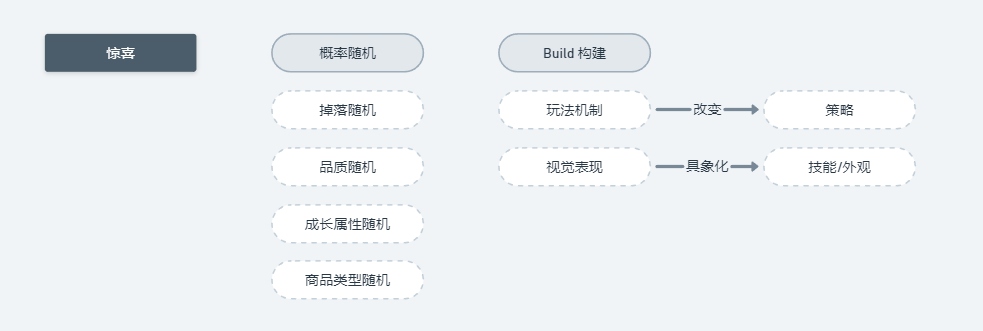 惊喜
概率随机
Build 构建
掉落随机
玩法机制
改变
策略
品质随机
视觉表现
具象化
技能/外观
成长属性随机
商品类型随机